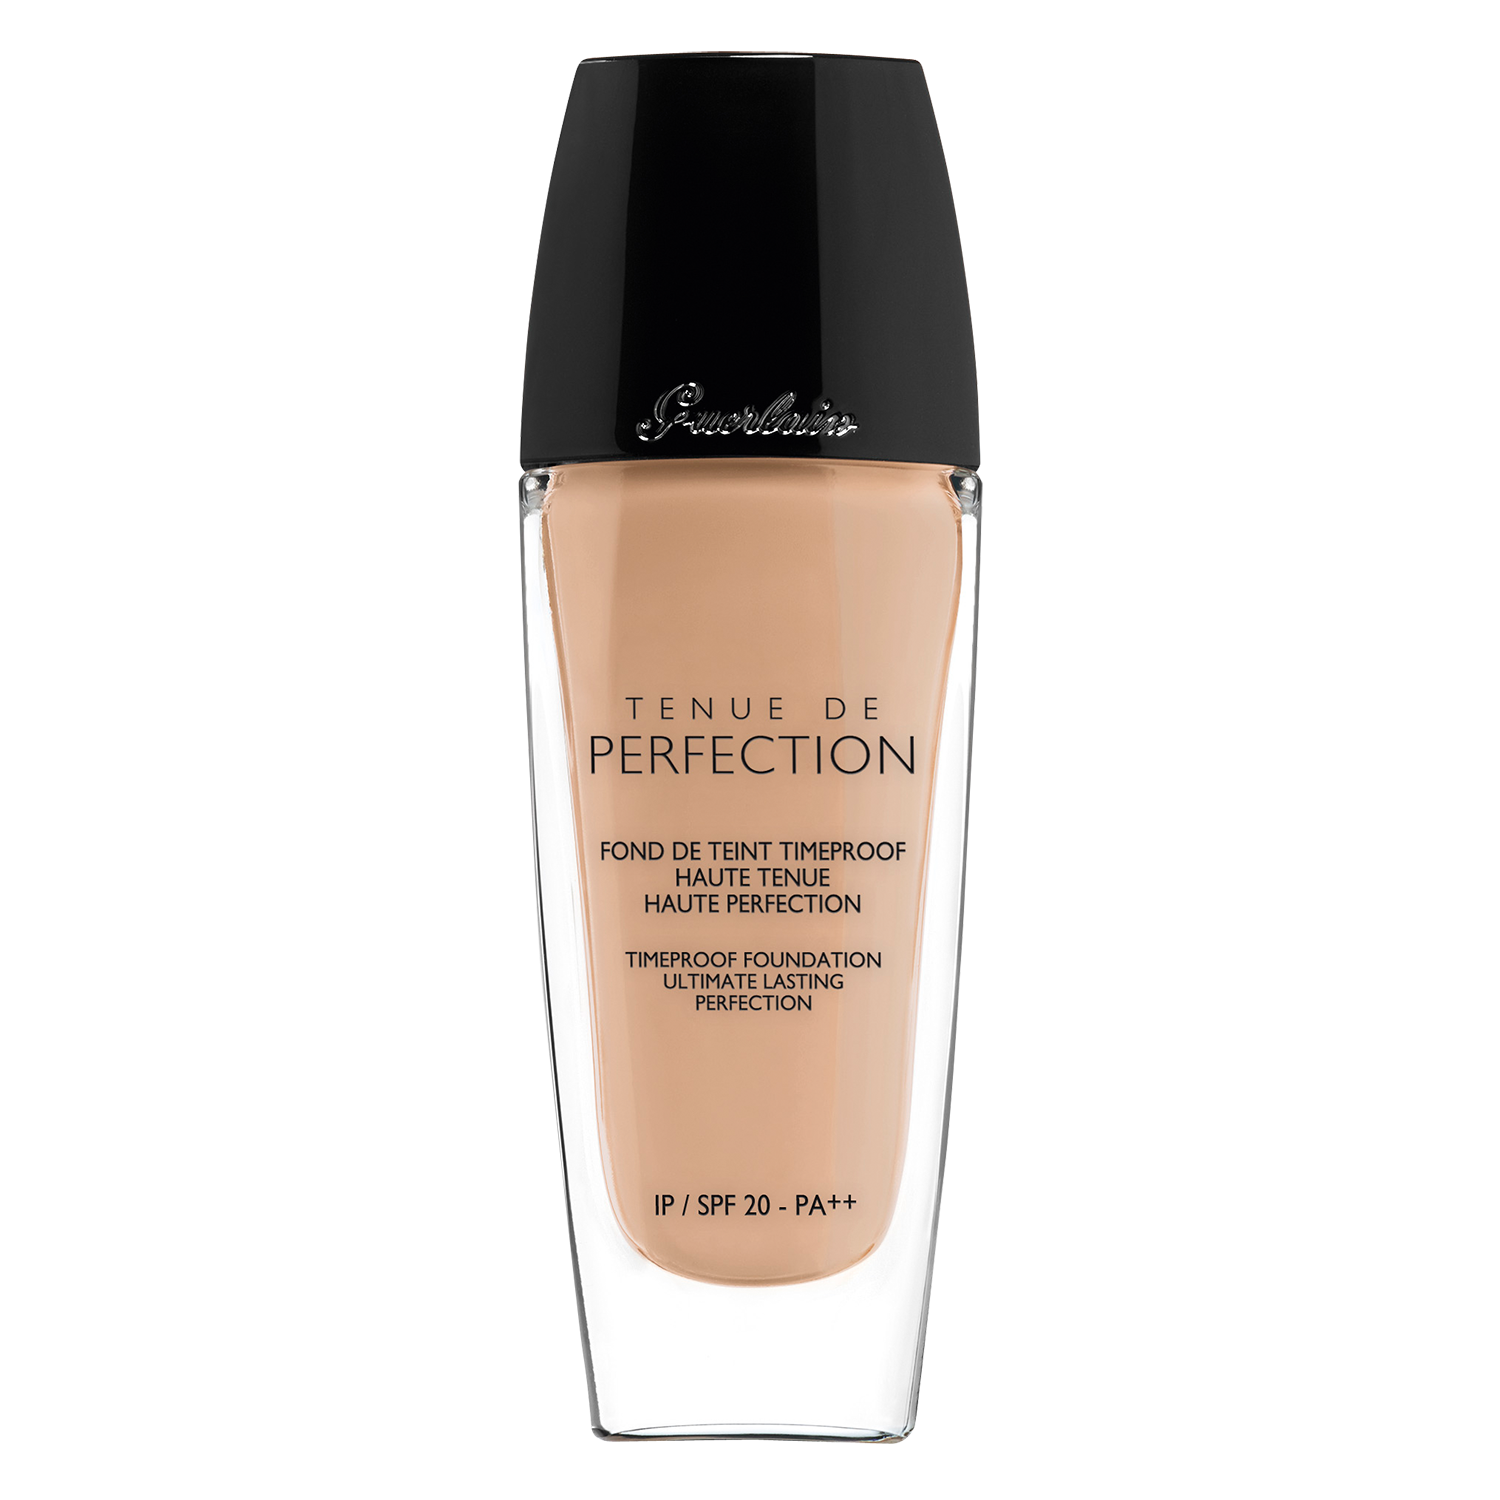 Guerlain
TENUE DE
PERFECTION
FOND DE TEINT TIMEPROOF
HAUTE TENUE
HAUTE PERFECTION
TIMEPROOF FOUNDATION
ULTIMATE LASTING
PERFECTION
IP / SPF 20 - PA++